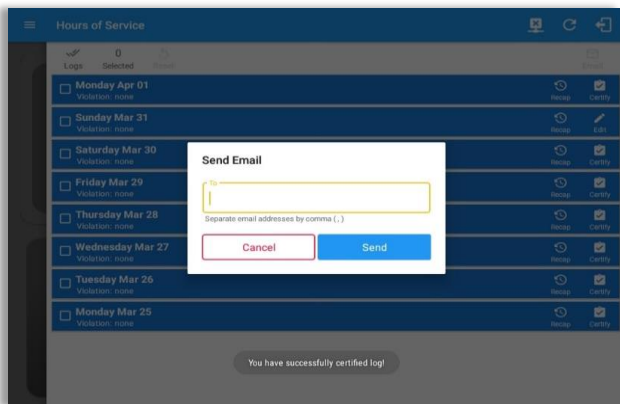 Hours of Service
Logs
0
Selected
Reset
Email
Monday Apr 01
Violation: none
Recap
Certify
Sunday Mar 31
Violation: none
Recap
Edit
Saturday Mar 30
Violation: none
Recap
Certify
Friday Mar 29
Violation: none
Recap
Certify
Thursday Mar 28
Violation: none
Recap
Certify
Wednesday Mar 27
Violation: none
Recap
Certify
Tuesday Mar 26
Violation: none
Recap
Certify
Monday Mar 25
Violation: none
Recap
Certify
Send Email
To
Separate email addresses by comma ( , )
Cancel
Send
You have successfully certified log!